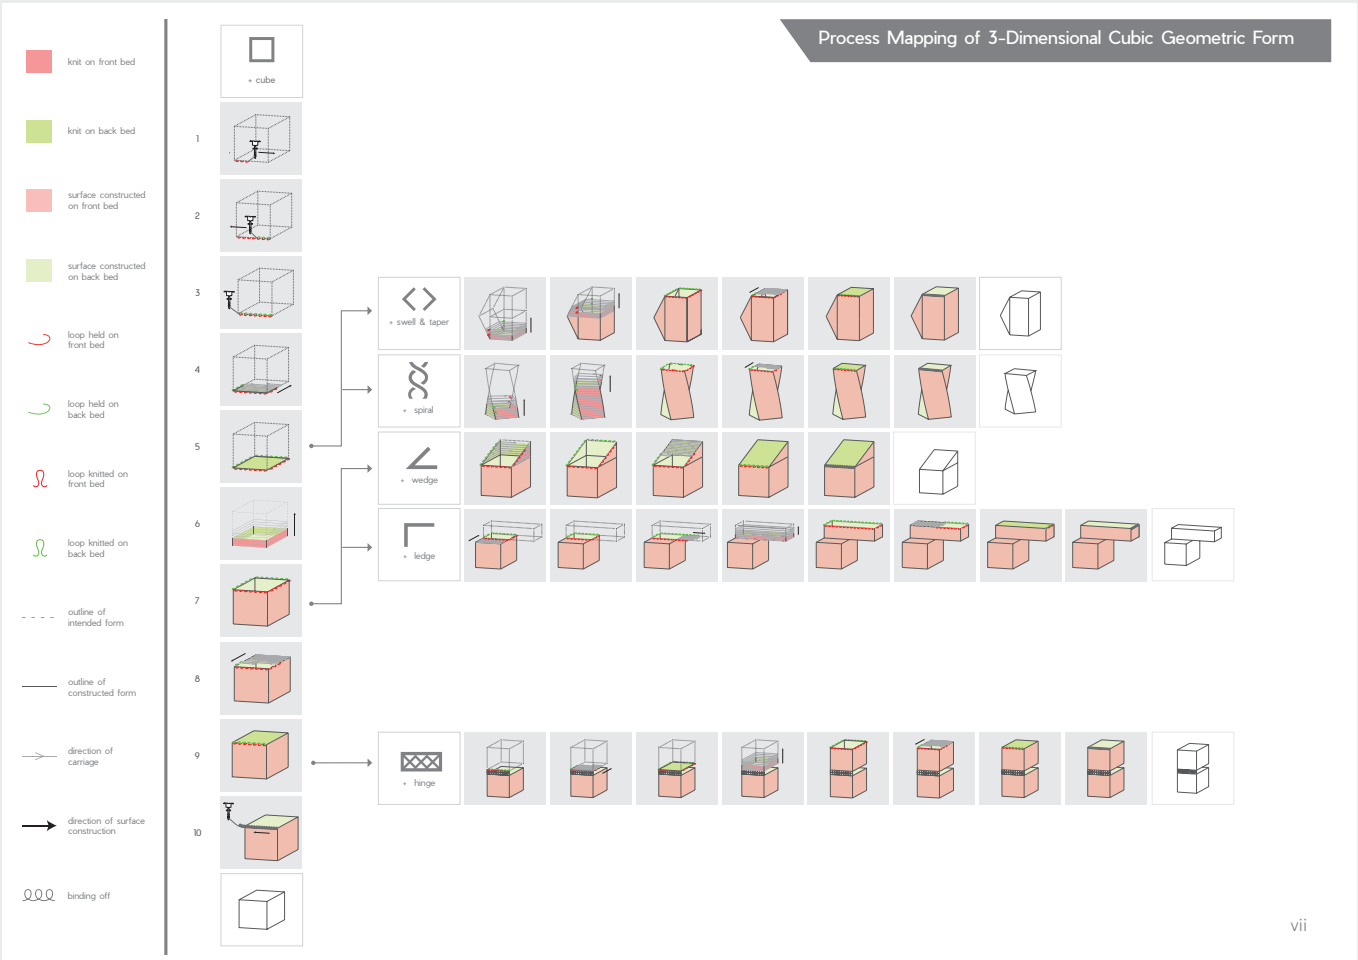 Process Mapping of 3-Dimensional Cubic Geometric Form
knit on front bed
knit on back bed
surface constructed
on front bed
surface constructed
on back bed
loop held on
front bed
loop held on
back bed
loop knitted on
front bed
loop knitted on
back bed
outline of
intended form
outline of
constructed form
direction of
carriage
direction of surface
construction
binding off
+ cube
1
2
3
4
5
6
7
8
9
10
+ swell & taper
+ spiral
+ wedge
+ ledge
+ hinge
vii